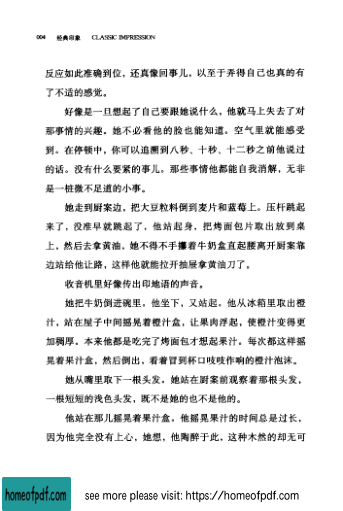 004 经典印象 CLASSIC IMPRESSION
反应如此准确到位，还真像回事儿，以至于弄得自己也真的有
了不适的感觉。
好像是一旦想起了自己要跟她说什么，他就马上失去了对
那事情的兴趣。她不必看他的脸也能知道。空气里就能感受
到。在停顿中，你可以追溯到八秒、十秒、十二秒之前他说过
的话。没有什么要紧的事儿。那些事情他都能自我消解，无非
是一桩微不足道的小事。
她走到厨案边，把大豆粒料倒到麦片和蓝莓上。压杆跳起
来了，没准早就跳起了，他站起身，把烤面包片取出放到桌
上，然后去拿黄油，她不得不手攥着牛奶盒直起腰离开厨案靠
边站给他让路，这样他就能拉开抽屉拿黄油刀了。
收音机里好像传出印地语的声音。
她把牛奶倒进碗里。他坐下，又站起。他从冰箱里取出橙
汁，站在屋子中间摇晃着橙汁盒，让果肉浮起，使橙汁变得更
加稠厚。本来他都是吃完了烤面包才想起果汁。每次都这样摇
晃着果汁盒，然后倒出，看着冒到杯口吱吱作响的橙汁泡沫。
她从嘴里取下一根头发。她站在厨案前观察着那根头发，
一根短短的浅色头发，既不是她的也不是他的。
他站在那儿摇晃着果汁盒。他摇晃果汁的时间总是过长，
因为他完全没有上心，她想，他陶醉于此，这种木然的却无可
homeofpdf.com
see more please visit: https://homeofpdf.com